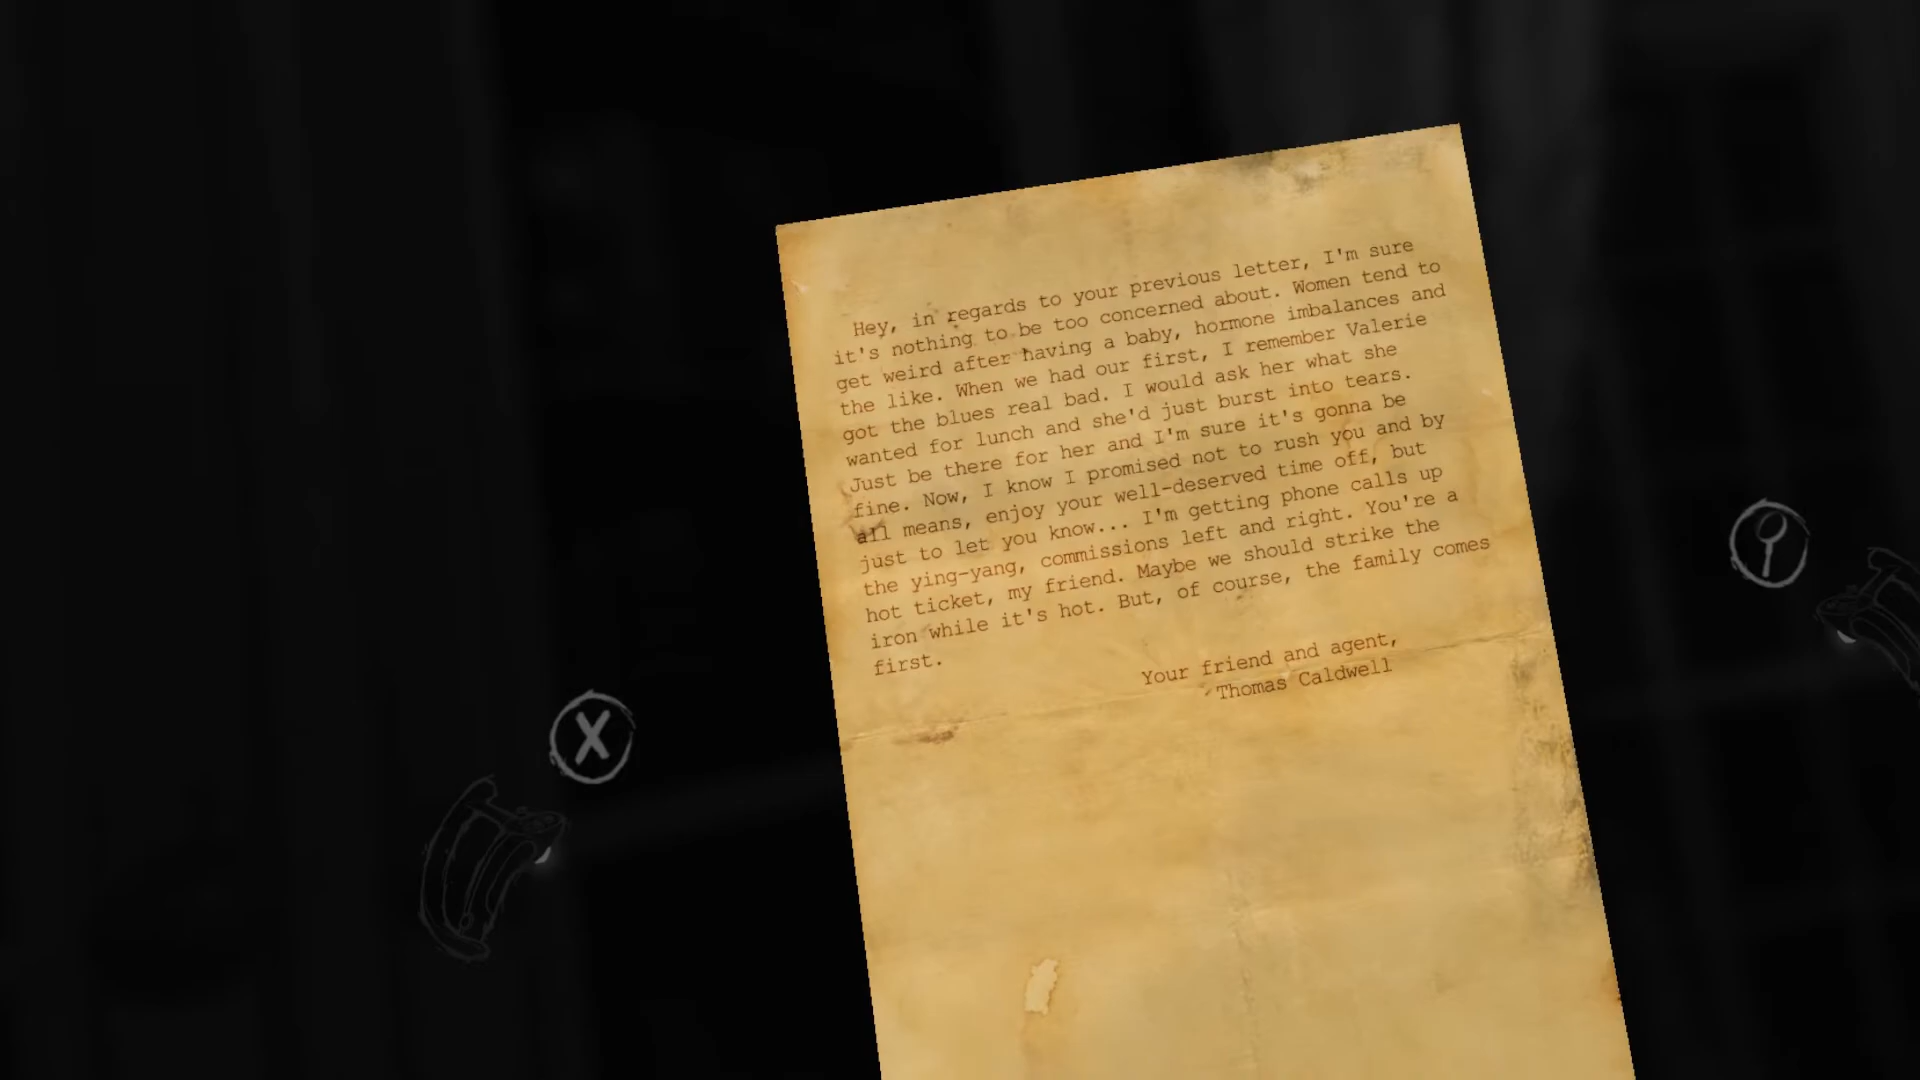 Hey, in regards to your previous letter, I'm sure
it's nothing to be too concerned about. Women tend to
get weird after having a baby, hormone imbalances and
the like. When we had our first, I remember Valerie
got the blues real bad. I would ask her what she
wanted for lunch and she'd just burst into tears.
Just be there for her and I'm sure it's gonna be
fine. Now, I know I promised not to rush you and by
all means, enjoy your well-deserved time off, but
just to let you know... I'm getting phone calls up
the ying-yang, commissions left and right. You're a
hot ticket, my friend. Maybe we should strike the
iron while it's hot. But, of course, the family comes
first.
Your friend and agent,
Thomas Caldwell
X